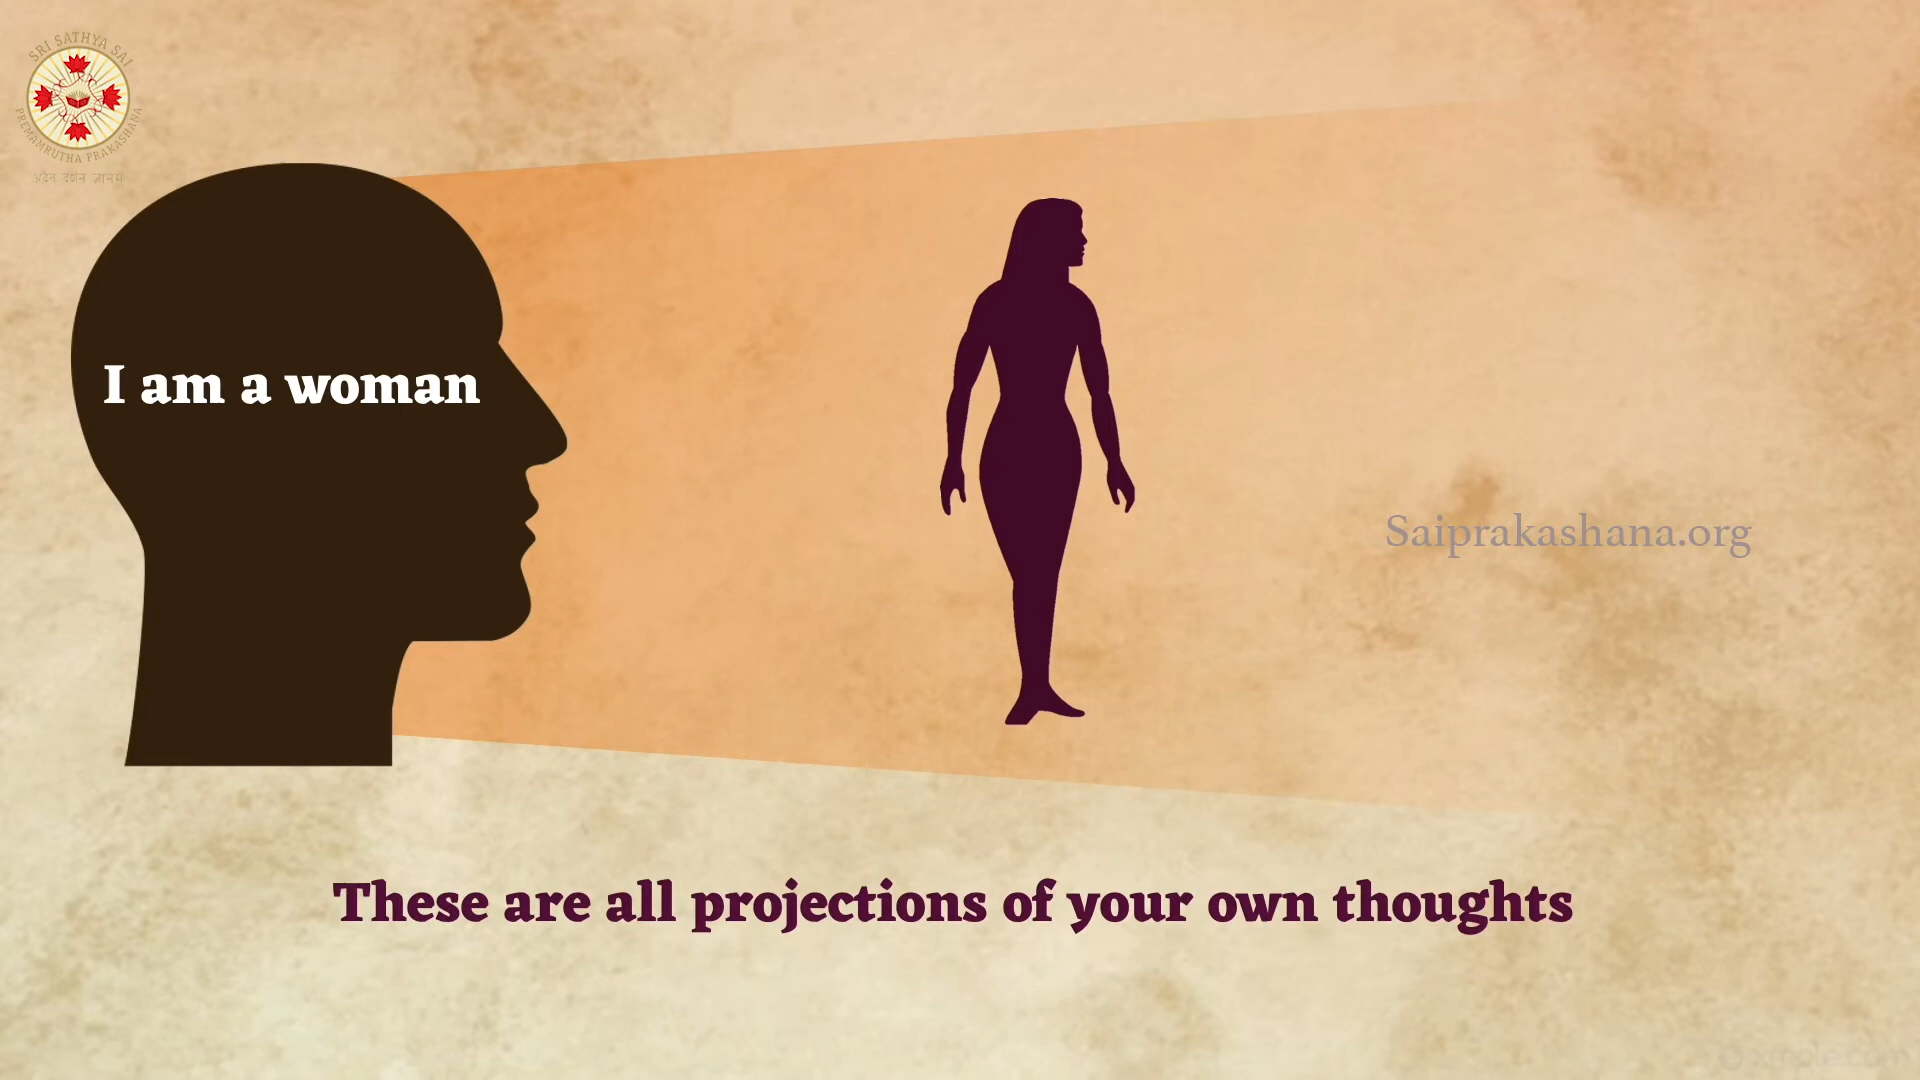 SRI SATHYA SAI
PREMAMRUTHA PRAKASHANA
I am a woman
Saiprakashana.org
These are all projections of your own thoughts